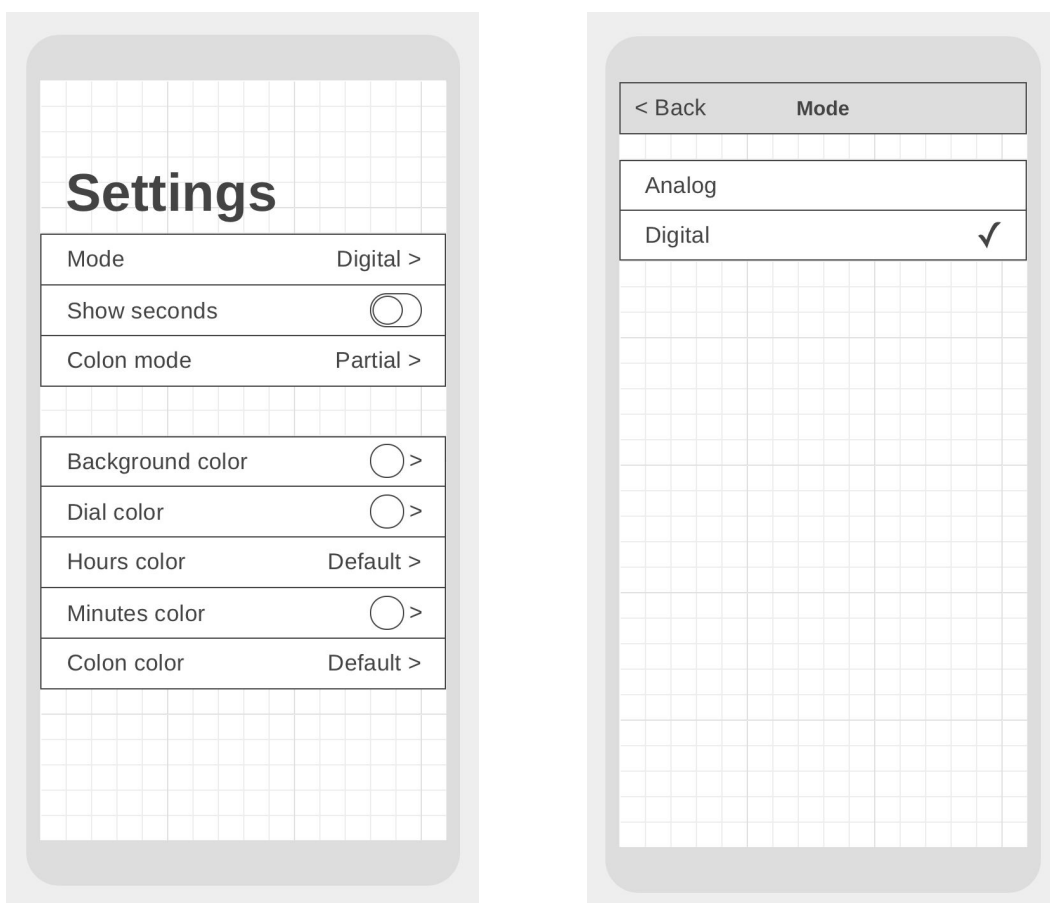 Settings
Mode Digital >
Show seconds
Colon mode Partial >
Background color >
Dial color >
Hours color Default >
Minutes color >
Colon color Default >
< Back Mode
Analog
Digital ✓